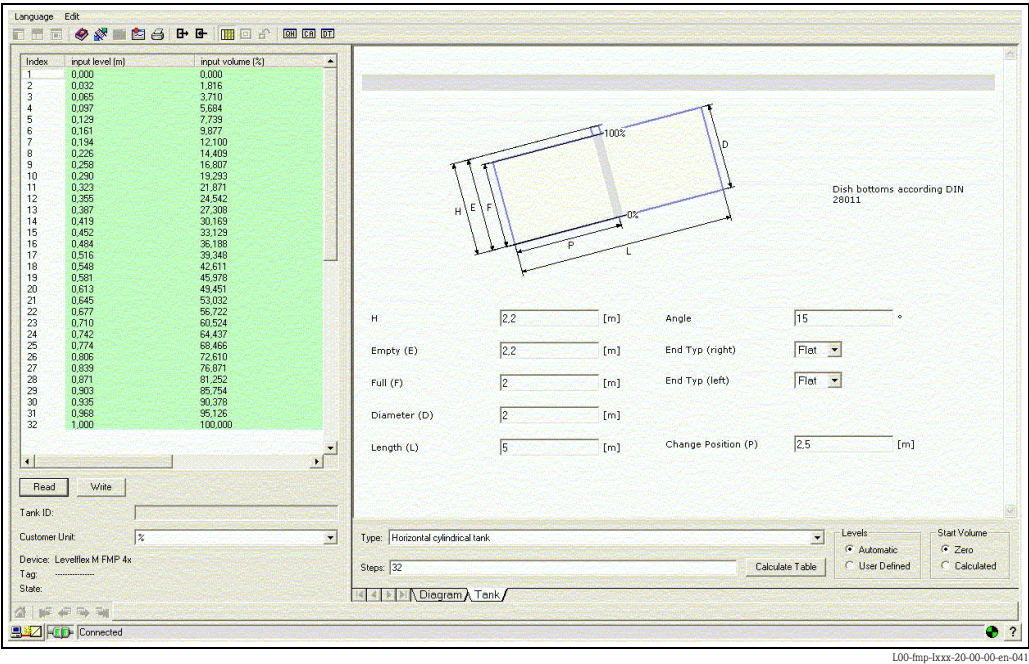 Language Edit
QH CA DT
Index input level (m) input volume (%)
1 0,000 0,000
2 0,032 1,816
3 0,065 3,710
4 0,097 5,684
5 0,129 7,739
6 0,161 9,877
7 0,194 12,100
8 0,226 14,409
9 0,258 16,807
10 0,290 19,293
11 0,323 21,871
12 0,355 24,542
13 0,387 27,308
14 0,419 30,169
15 0,452 33,129
16 0,484 36,188
17 0,516 39,348
18 0,548 42,611
19 0,581 45,978
20 0,613 49,451
21 0,645 53,032
22 0,677 56,722
23 0,710 60,524
24 0,742 64,437
25 0,774 68,466
26 0,806 72,610
27 0,839 76,871
28 0,871 81,252
29 0,903 85,754
30 0,935 90,378
31 0,968 95,126
32 1,000 100,000
Read Write
Tank ID:
Customer Unit: %
Device: Levelflex M FMP 4x
Tag: ---------------
State:
100%
D
H E F
0%
P
L
Dish bottoms according DIN
28011
H 2,2 [m] Angle 15 °
Empty (E) 2,2 [m] End Typ (right) Flat
Full (F) 2 [m] End Typ (left) Flat
Diameter (D) 2 [m]
Length (L) 5 [m] Change Position (P) 2,5 [m]
Type: Horizontal cylindrical tank
Steps: 32 Calculate Table
Levels
Automatic
User Defined
Start Volume
Zero
Calculated
Diagram Tank
Connected
?
L00-fmp-lxxx-20-00-00-en-041